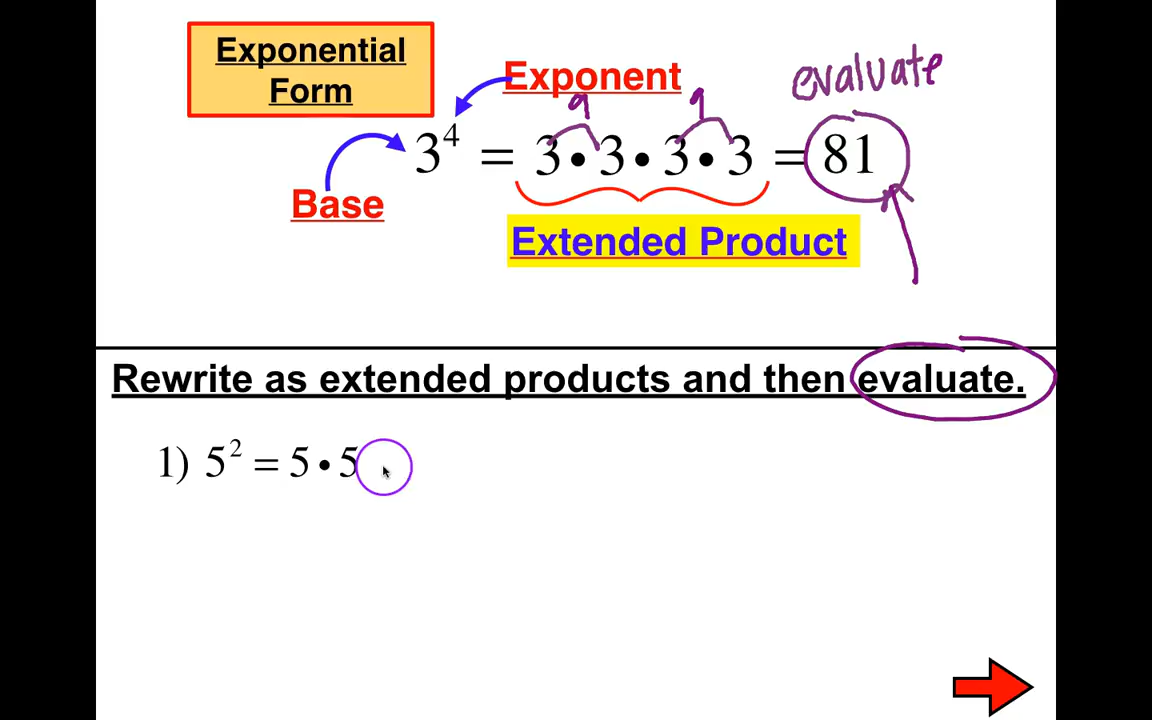 Exponential
Form
Exponent
evaluate
9 9
3⁴ = 3 • 3 • 3 • 3 = 81
Base
Extended Product
Rewrite as extended products and then evaluate.
1) 5² = 5 • 5